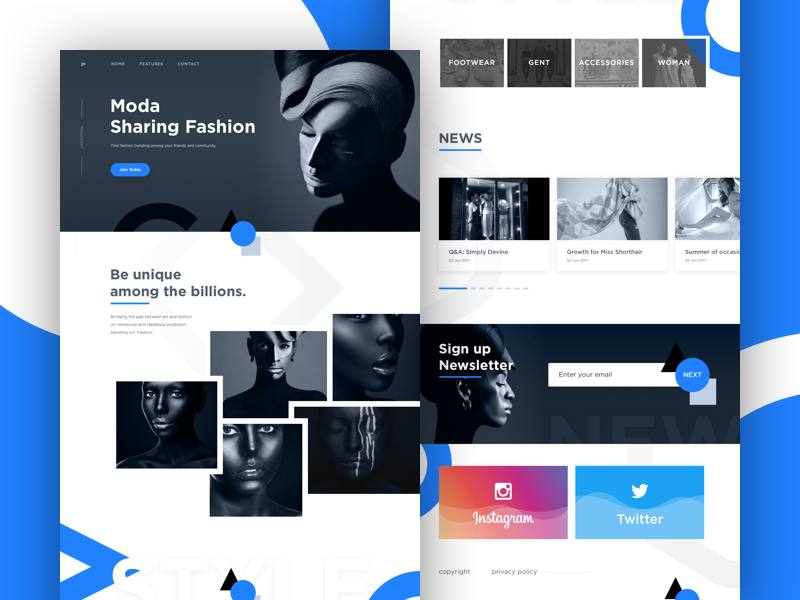 HOME FEATURES CONTACT
Moda
Sharing Fashion
Find fashion trending among your friends and community.
Join Today
Be unique
among the billions.
Bridging the gap between art and fashion
An immersive and rebellious exhibition
blending Art, Fashion
STYLE
FOOTWEAR GENT ACCESSORIES WOMAN
NEWS
Q&A: Simply Devine
Growth for Miss Shorthair
Summer of occasio
Sign up
Newsletter
Enter your email
NEXT
NEW
Instagram
Twitter
copyright privacy policy